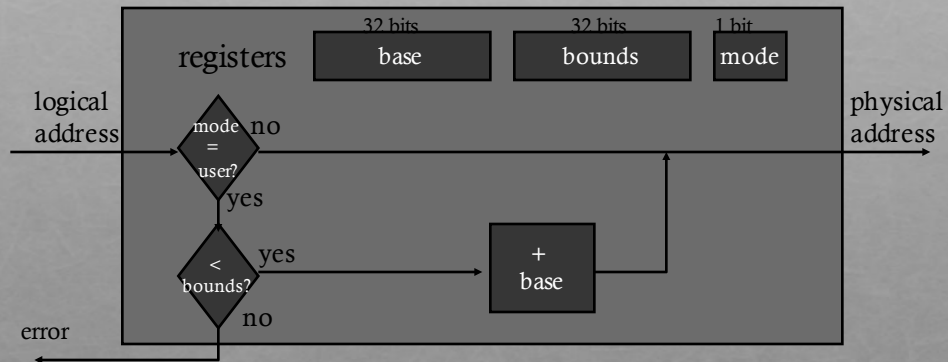 32 bits
32 bits
1 bit
registers
base
bounds
mode
logical
address
mode
=
user?
no
physical
address
yes
<
bounds?
yes
+
base
no
error